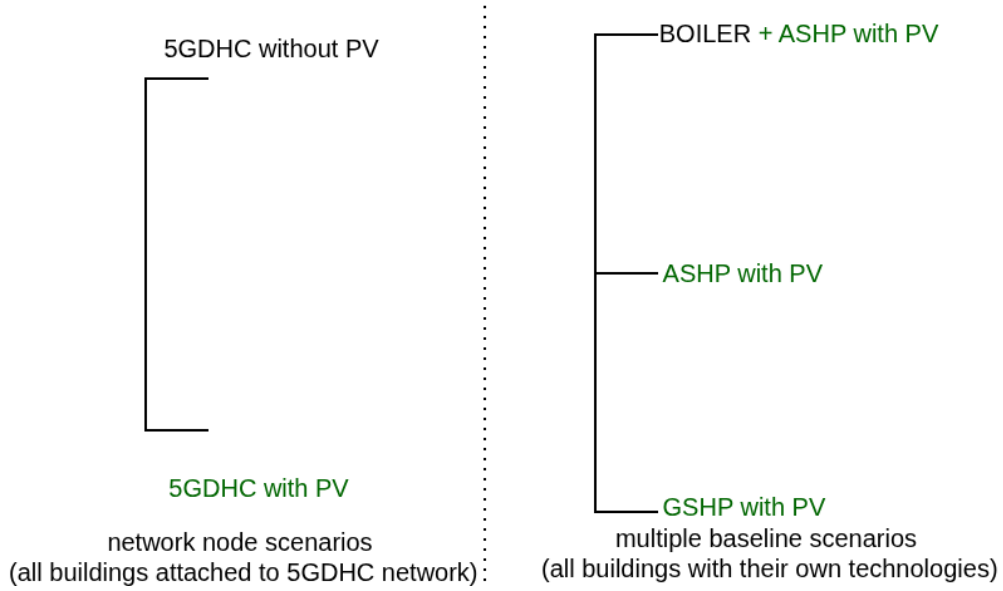 5GDHC without PV
5GDHC with PV
network node scenarios
(all buildings attached to 5GDHC network)
BOILER + ASHP with PV
ASHP with PV
GSHP with PV
multiple baseline scenarios
(all buildings with their own technologies)